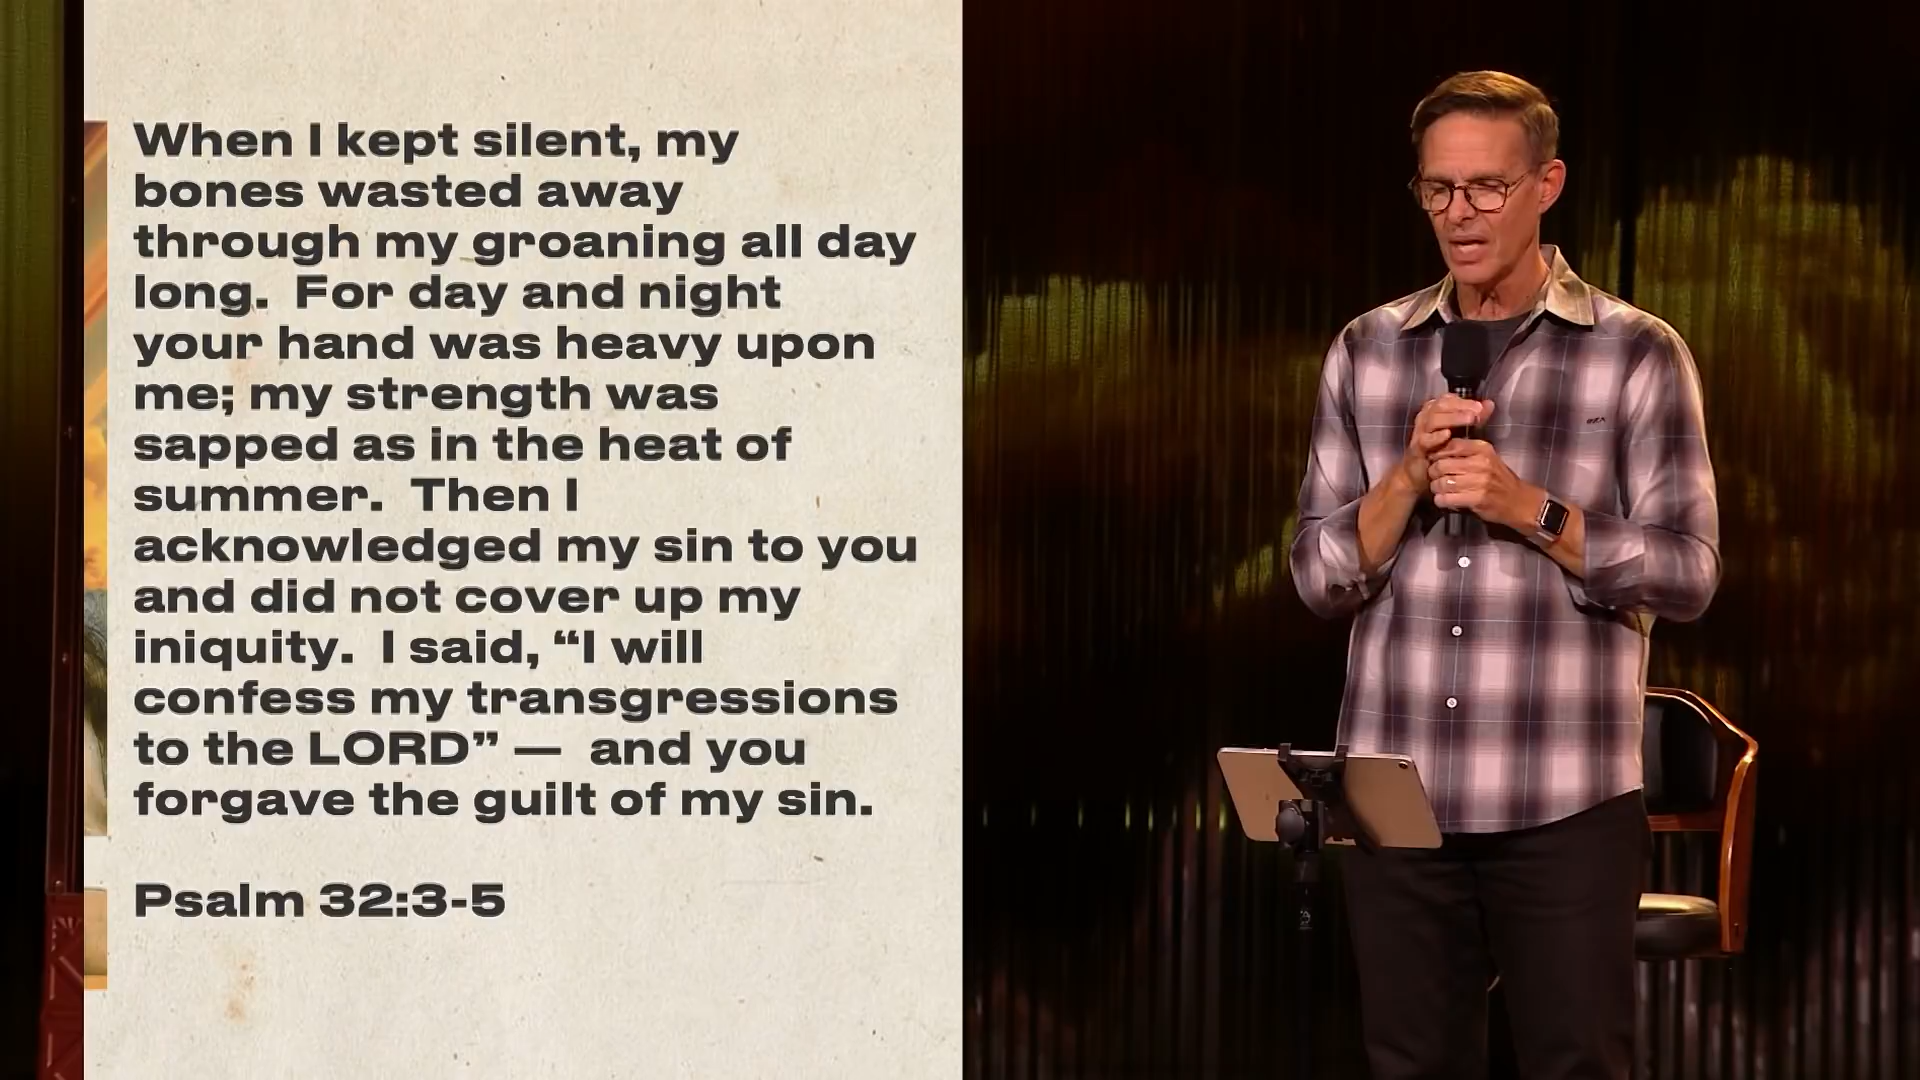 When I kept silent, my
bones wasted away
through my groaning all day
long.  For day and night
your hand was heavy upon
me; my strength was
sapped as in the heat of
summer.  Then I
acknowledged my sin to you
and did not cover up my
iniquity.  I said, “I will
confess my transgressions
to the LORD” —  and you
forgave the guilt of my sin.
Psalm 32:3-5